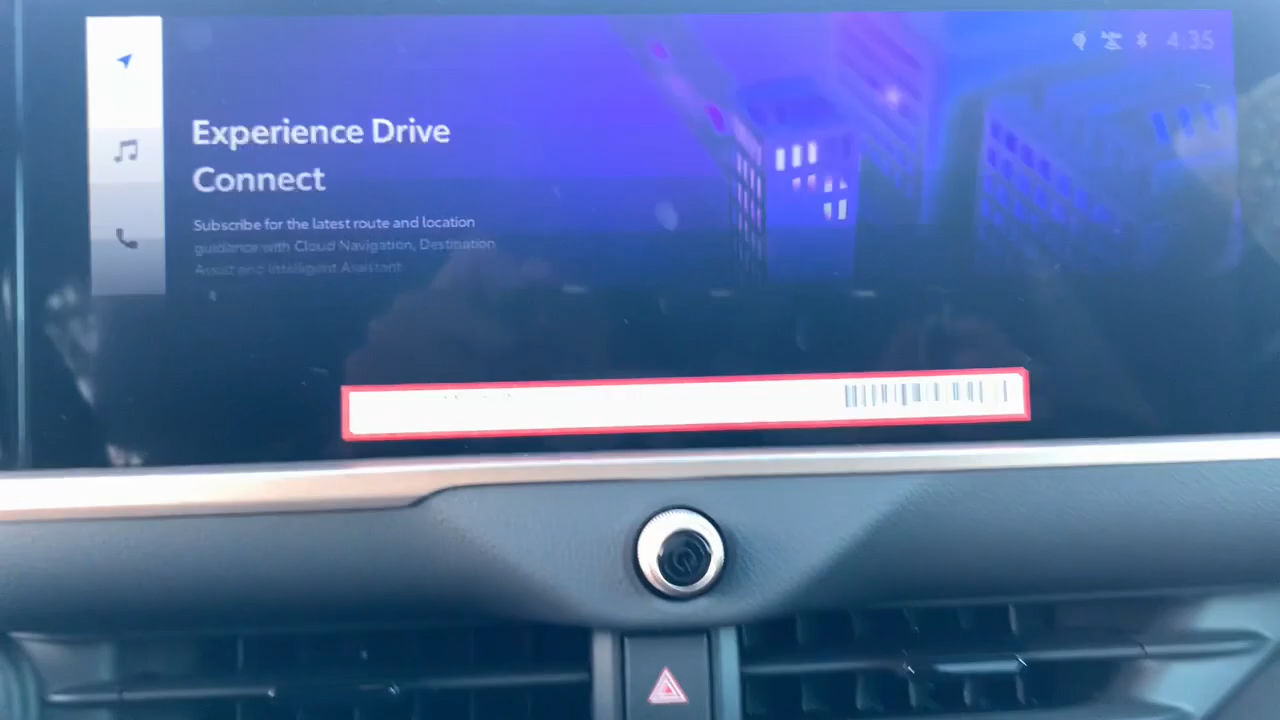 4:35
Experience Drive
Connect
Subscribe for the latest route and location
guidance with Cloud Navigation, Destination
Assist and Intelligent Assistant.